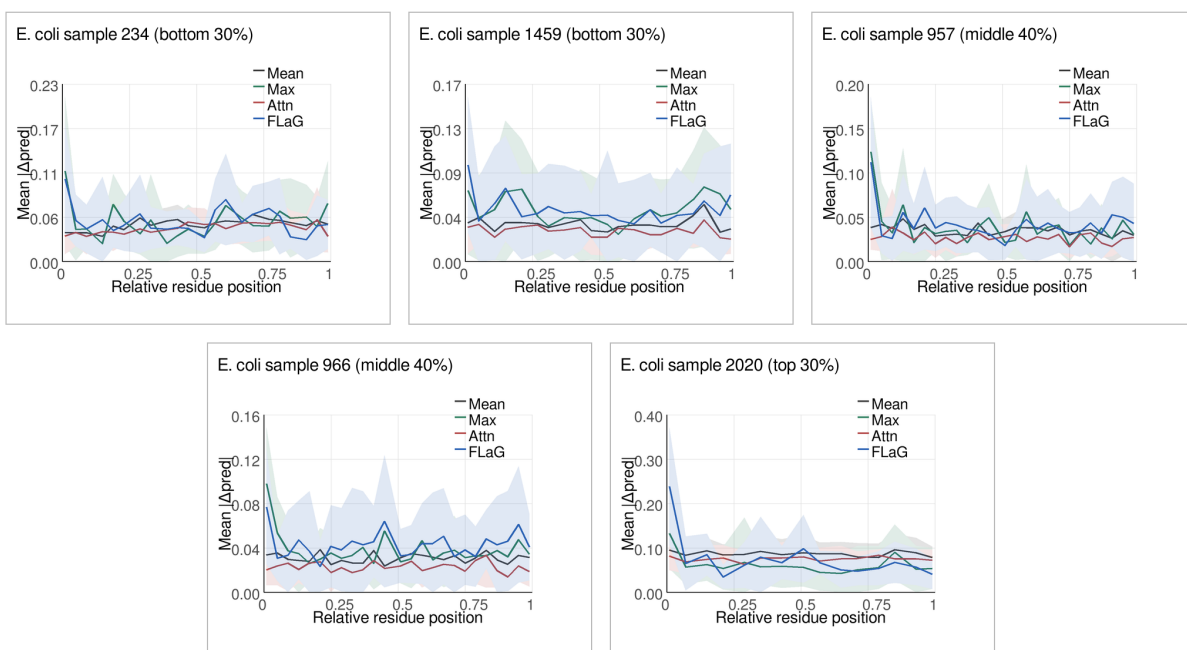 E. coli sample 234 (bottom 30%)
Mean
Max
Attn
FLaG
0.23
0.17
0.11
0.06
0.00
Mean |Δpred|
0
0.25
0.5
0.75
1
Relative residue position
E. coli sample 1459 (bottom 30%)
Mean
Max
Attn
FLaG
0.17
0.13
0.09
0.04
0.00
Mean |Δpred|
0
0.25
0.5
0.75
1
Relative residue position
E. coli sample 957 (middle 40%)
Mean
Max
Attn
FLaG
0.20
0.15
0.10
0.05
0.00
Mean |Δpred|
0
0.25
0.5
0.75
1
Relative residue position
E. coli sample 966 (middle 40%)
Mean
Max
Attn
FLaG
0.16
0.12
0.08
0.04
0.00
Mean |Δpred|
0
0.25
0.5
0.75
1
Relative residue position
E. coli sample 2020 (top 30%)
Mean
Max
Attn
FLaG
0.40
0.30
0.20
0.10
0.00
Mean |Δpred|
0
0.25
0.5
0.75
1
Relative residue position